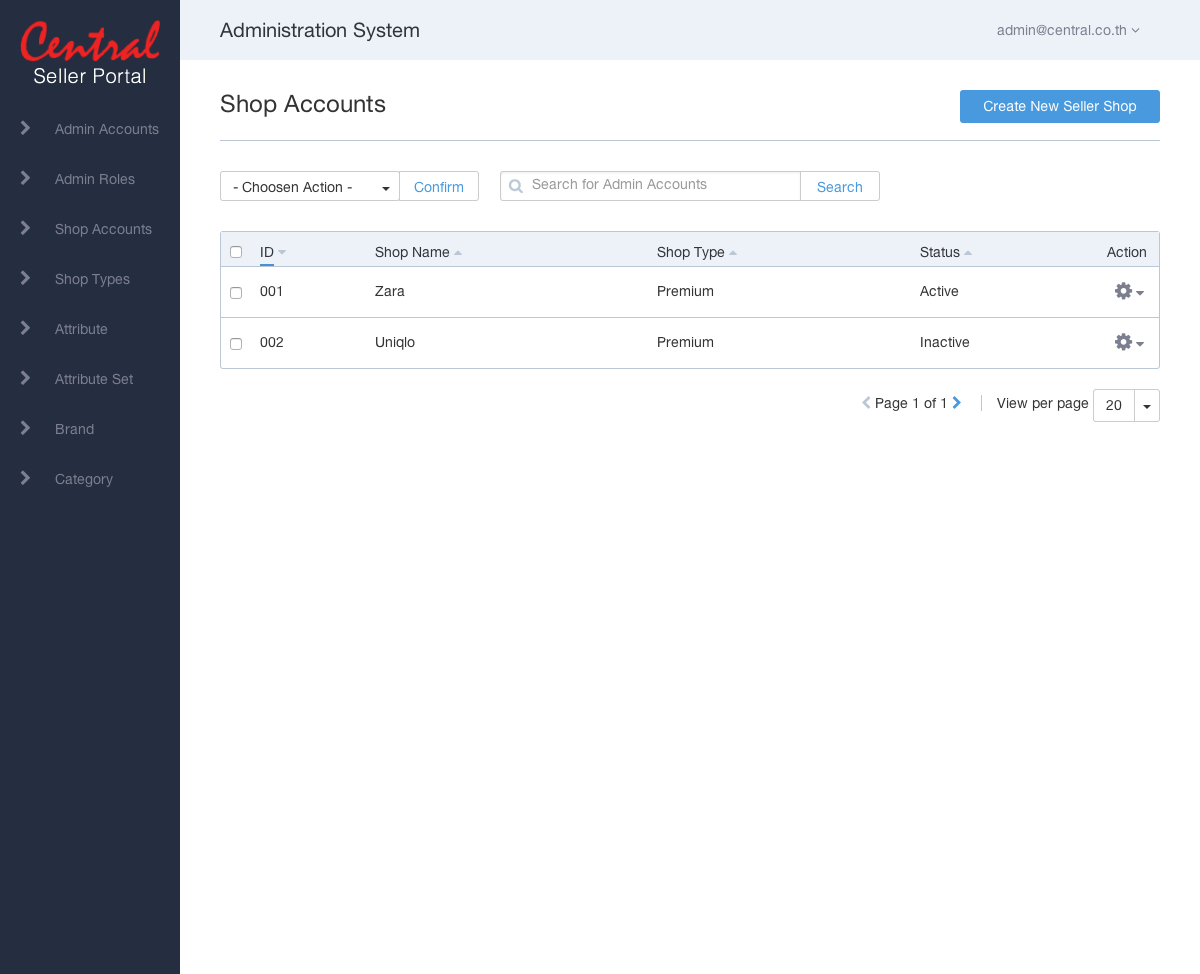 Central
Seller Portal
Admin Accounts
Admin Roles
Shop Accounts
Shop Types
Attribute
Attribute Set
Brand
Category
Administration System
admin@central.co.th
Shop Accounts
Create New Seller Shop
- Choosen Action -
Confirm
Search for Admin Accounts
Search
ID Shop Name Shop Type Status Action
001 Zara Premium Active
002 Uniqlo Premium Inactive
Page 1 of 1
View per page
20